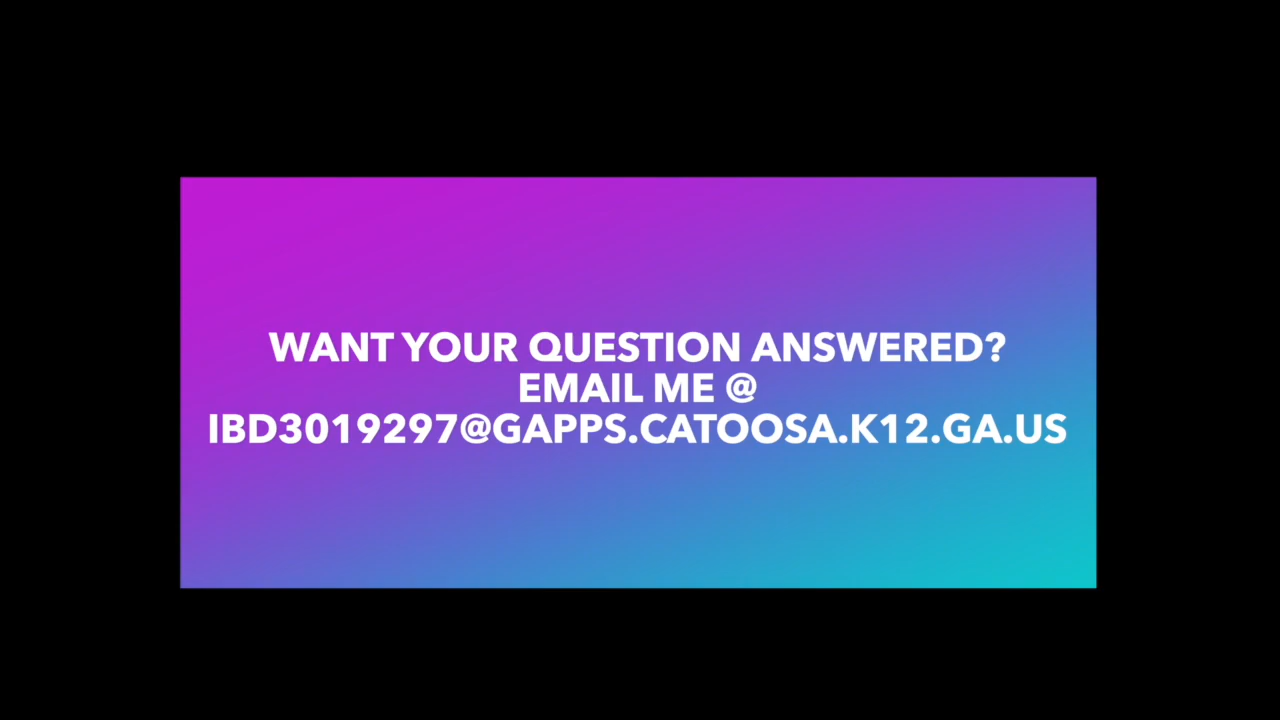 WANT YOUR QUESTION ANSWERED?
EMAIL ME @
IBD3019297@GAPPS.CATOOSA.K12.GA.US